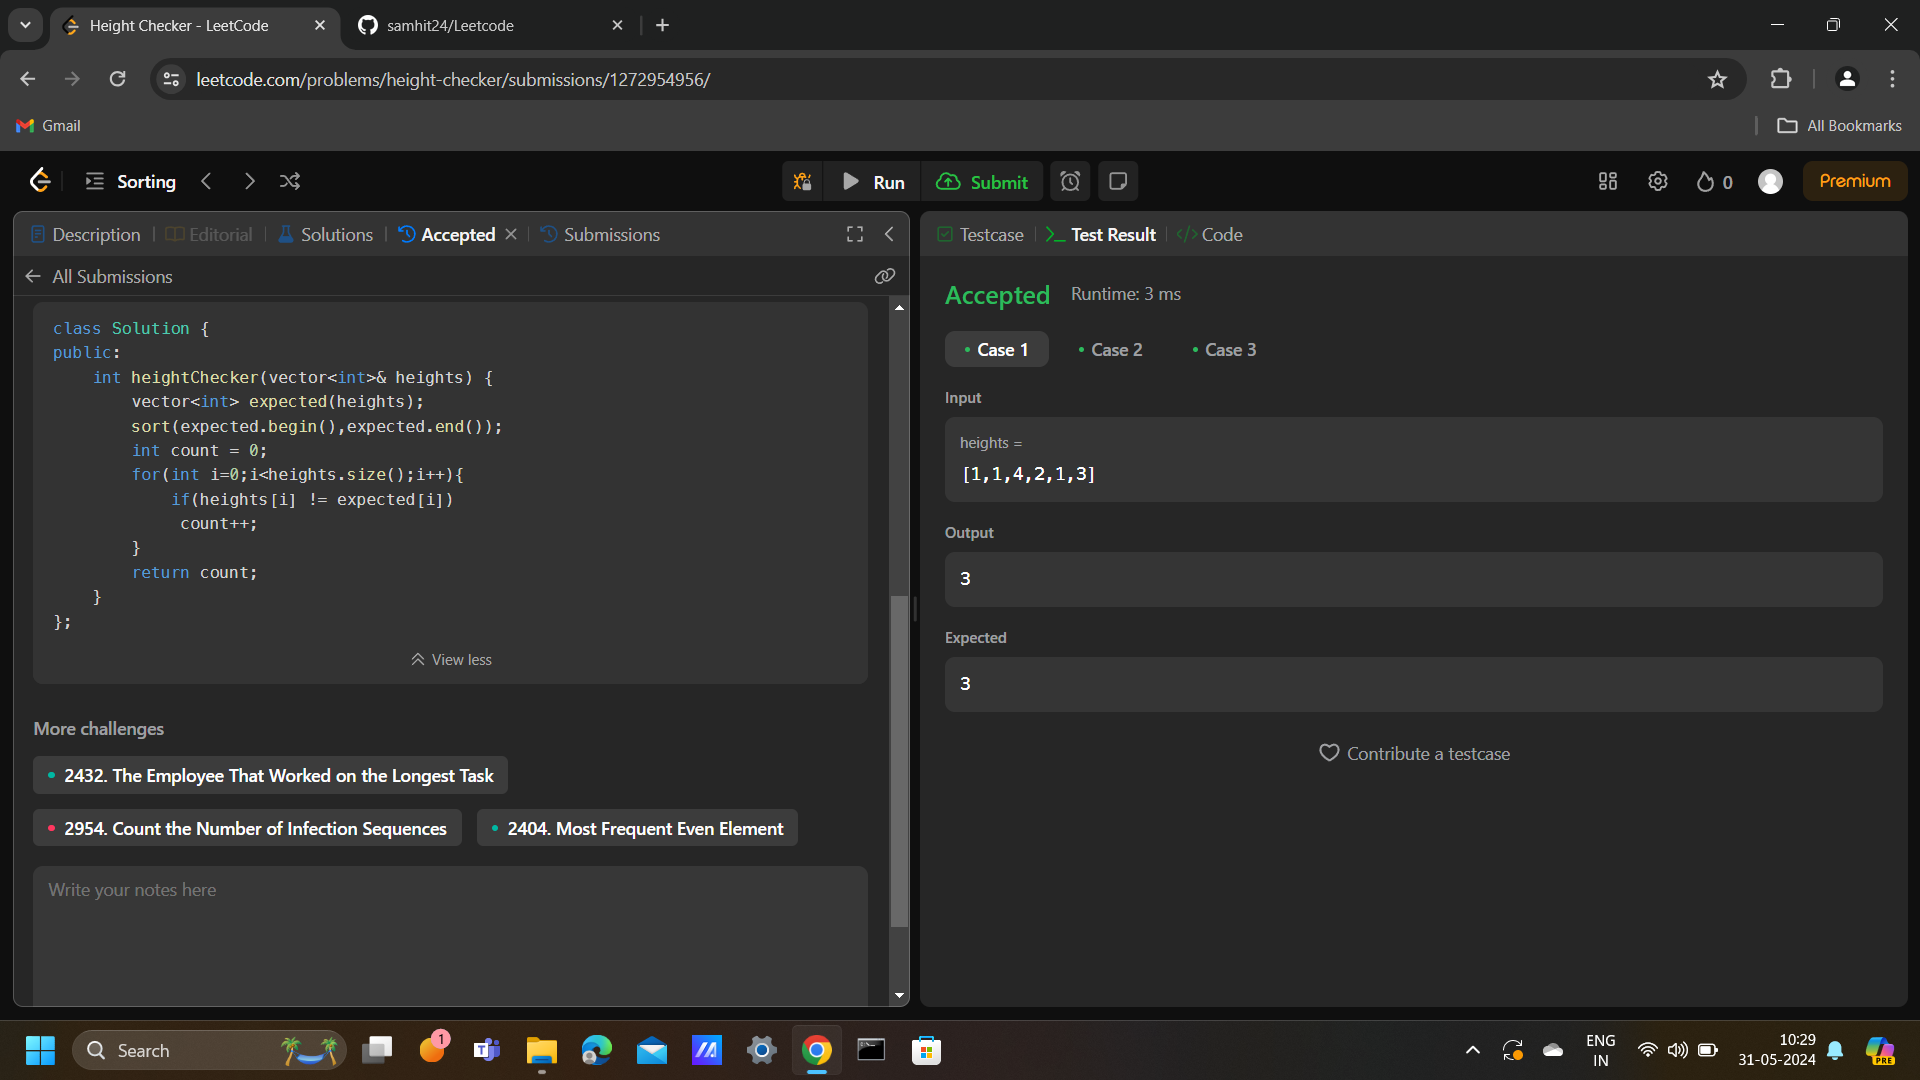 Height Checker - LeetCode
samhit24/Leetcode
leetcode.com/problems/height-checker/submissions/1272954956/
Gmail
All Bookmarks
Sorting
Run
Submit
0
Premium
Description
Editorial
Solutions
Accepted
Submissions
All Submissions
class Solution {
public:
    int heightChecker(vector<int>& heights) {
        vector<int> expected(heights);
        sort(expected.begin(),expected.end());
        int count = 0;
        for(int i=0;i<heights.size();i++){
            if(heights[i] != expected[i])
             count++;
        }
        return count;
    }
};
View less
More challenges
2432. The Employee That Worked on the Longest Task
2954. Count the Number of Infection Sequences
2404. Most Frequent Even Element
Write your notes here
Testcase
Test Result
Code
Accepted
Runtime: 3 ms
Case 1
Case 2
Case 3
Input
heights =
[1,1,4,2,1,3]
Output
3
Expected
3
Contribute a testcase
Search
1
ENG
IN
10:29
31-05-2024
PRE